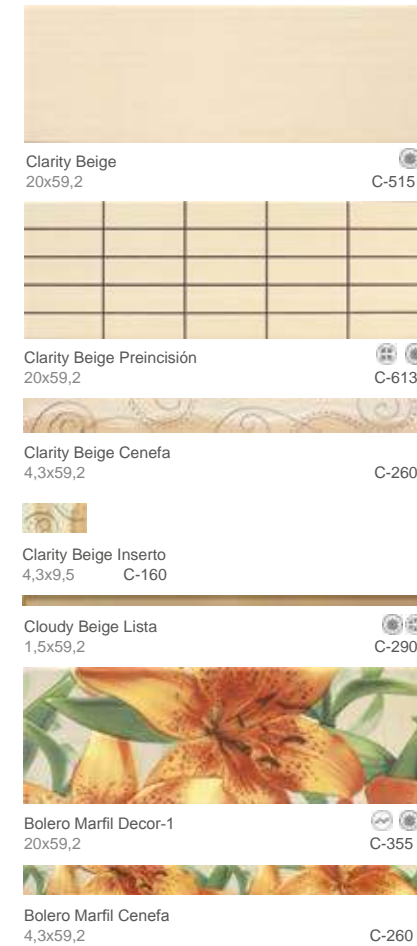 Clarity Beige
20x59,2 C-515
Clarity Beige Preincisión
20x59,2 C-613
Clarity Beige Cenefa
4,3x59,2 C-260
Clarity Beige Inserto
4,3x9,5 C-160
Cloudy Beige Lista
1,5x59,2 C-290
Bolero Marfil Decor-1
20x59,2 C-355
Bolero Marfil Cenefa
4,3x59,2 C-260